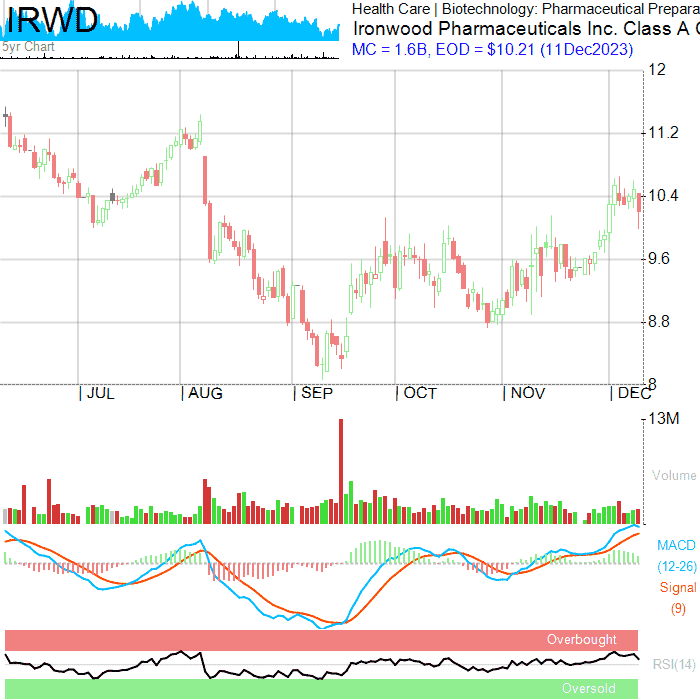 IRWD
5yr Chart
Health Care | Biotechnology: Pharmaceutical Prepara
Ironwood Pharmaceuticals Inc. Class A
MC = 1.6B, EOD = $10.21 (11Dec2023)
12
11.2
10.4
9.6
8.8
8
JUL AUG SEP OCT NOV DEC
13M
Volume
MACD
(12-26)
Signal
(9)
Overbought
RSI(14)
Oversold